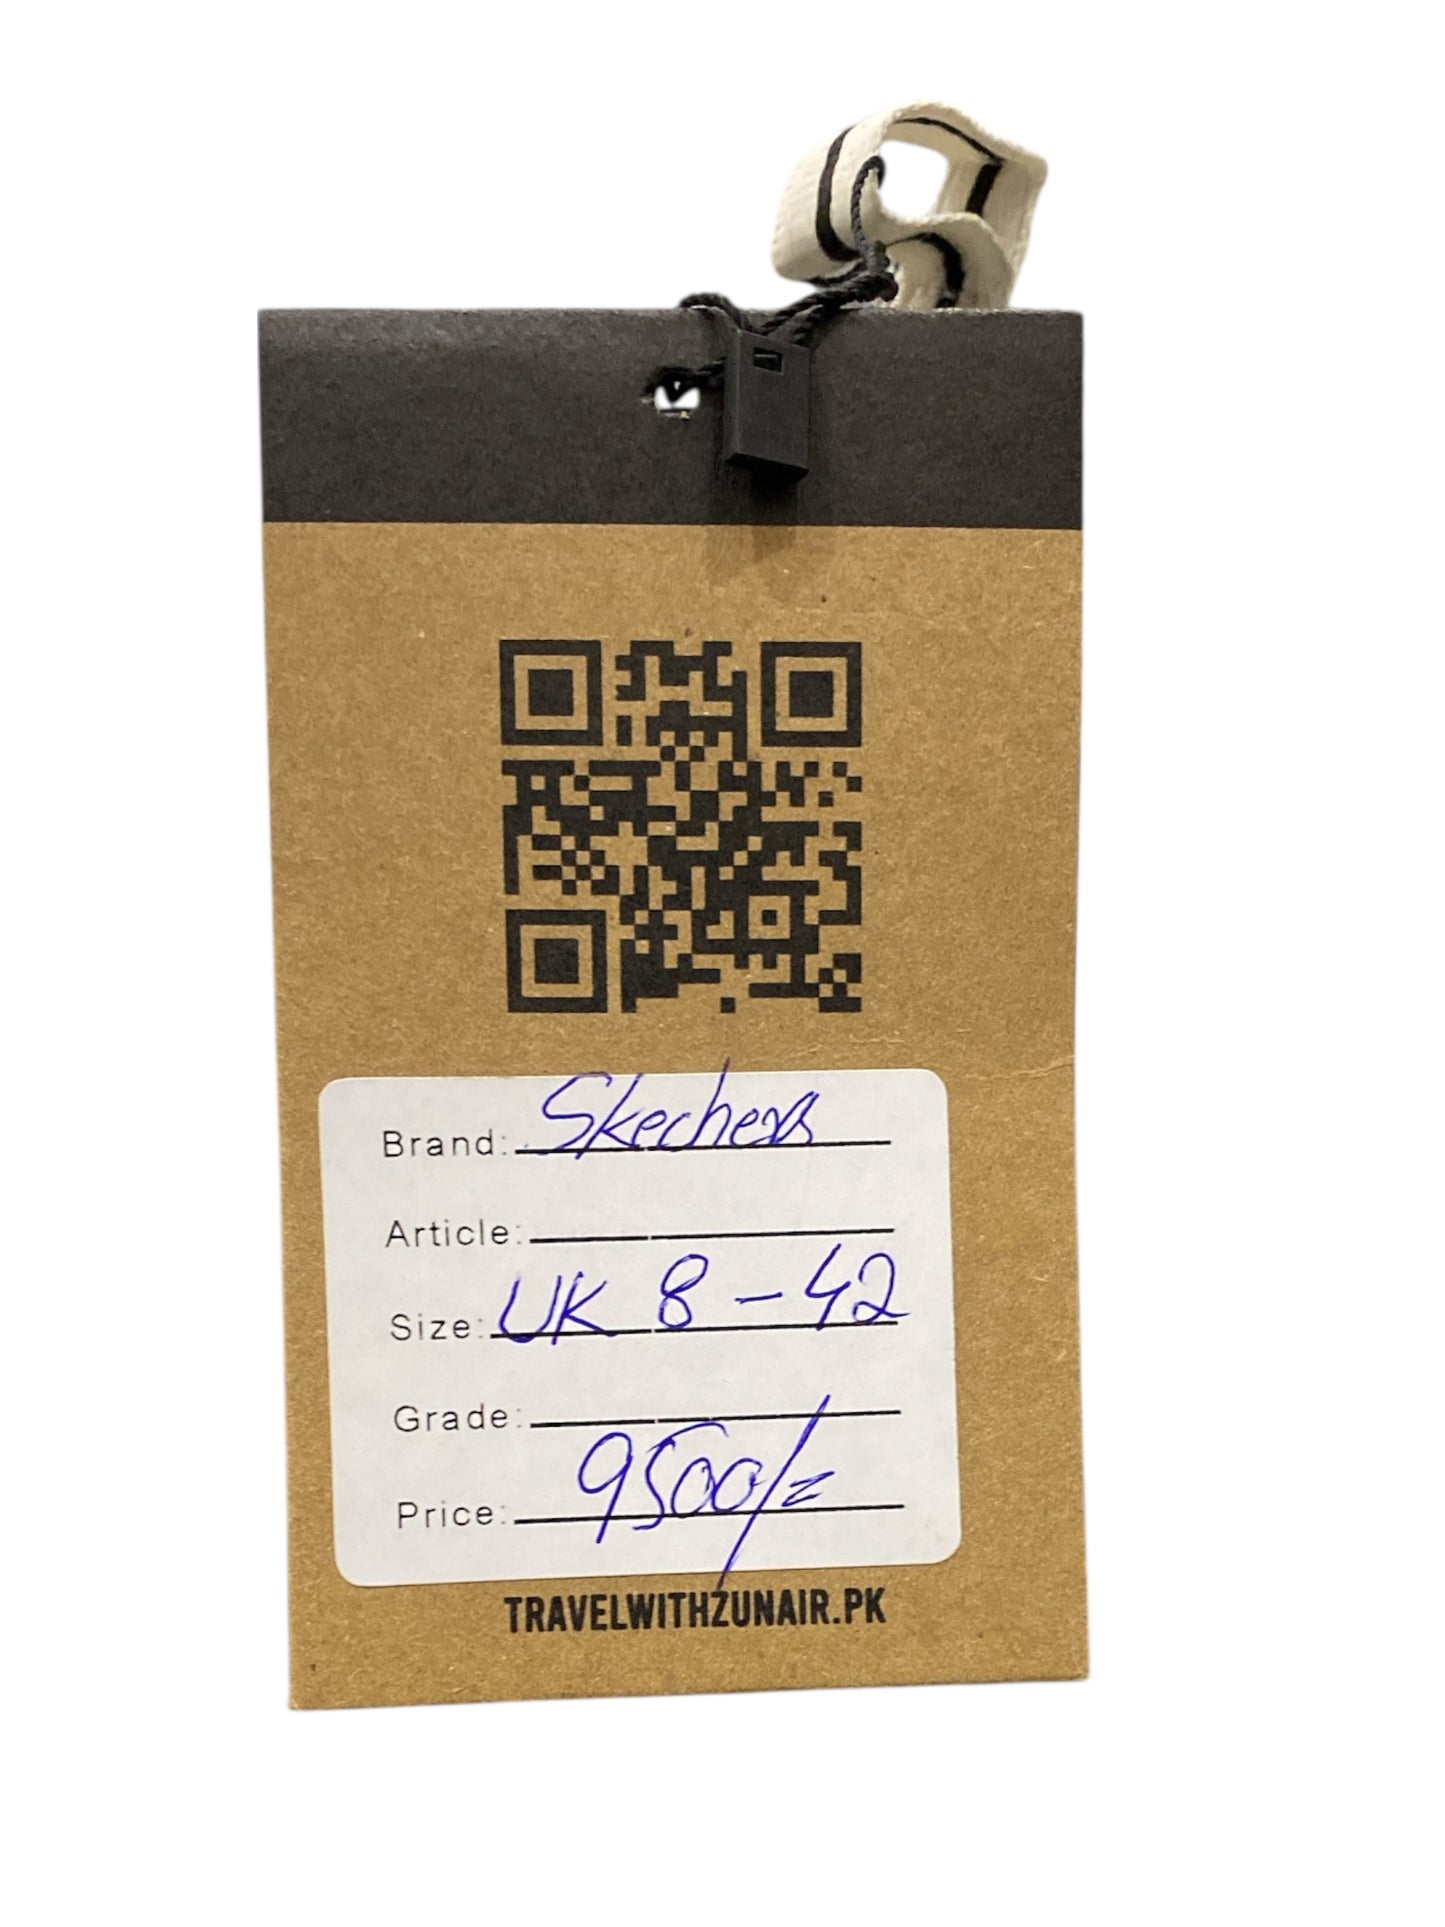 Brand: Skechers
Article:
Size: UK 8 - 42
Grade:
Price: 9500/=
TRAVELWITHZUNAIR.PK